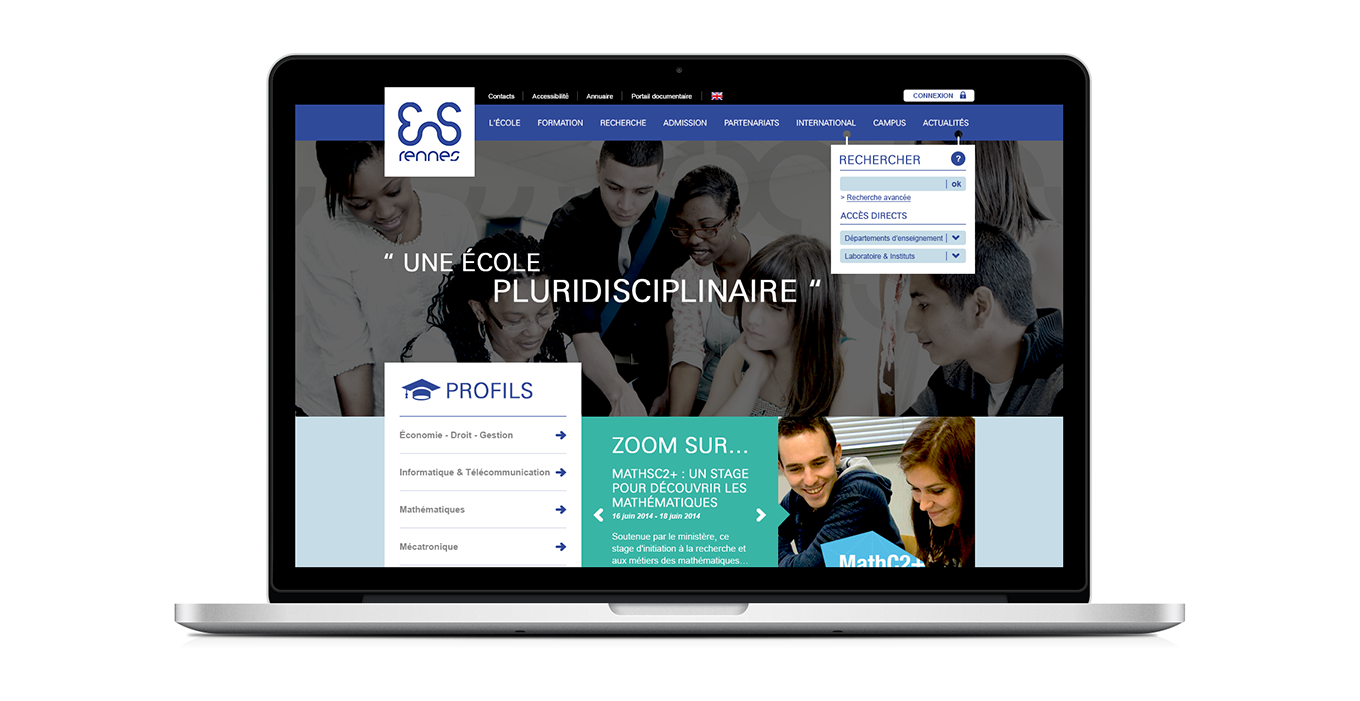 Contacts
Accessibilité
Annuaire
Portail documentaire
CONNEXION
ENS
rennes
L'ÉCOLE
FORMATION
RECHERCHE
ADMISSION
PARTENARIATS
INTERNATIONAL
CAMPUS
ACTUALITÉS
RECHERCHER ?
ok
> Recherche avancée
ACCÈS DIRECTS
Départements d'enseignement
Laboratoire & Instituts
“ UNE ÉCOLE
PLURIDISCIPLINAIRE “
PROFILS
Économie - Droit - Gestion
Informatique & Télécommunication
Mathématiques
Mécatronique
ZOOM SUR...
MATHSC2+ : UN STAGE
POUR DÉCOUVRIR LES
MATHÉMATIQUES
16 juin 2014 - 18 juin 2014
Soutenue par le ministère, ce
stage d'initiation à la recherche et
aux métiers des mathématiques...
MathC2+